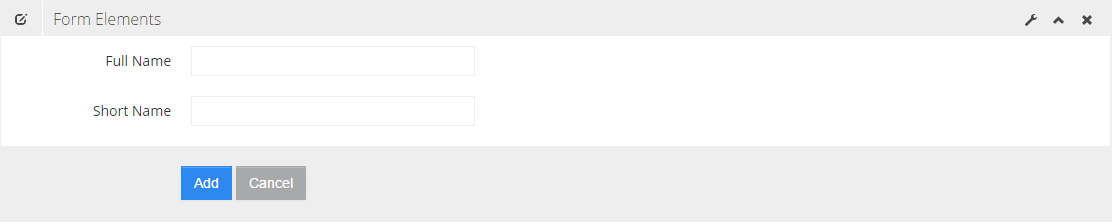 Form Elements
Full Name
Short Name
Add Cancel